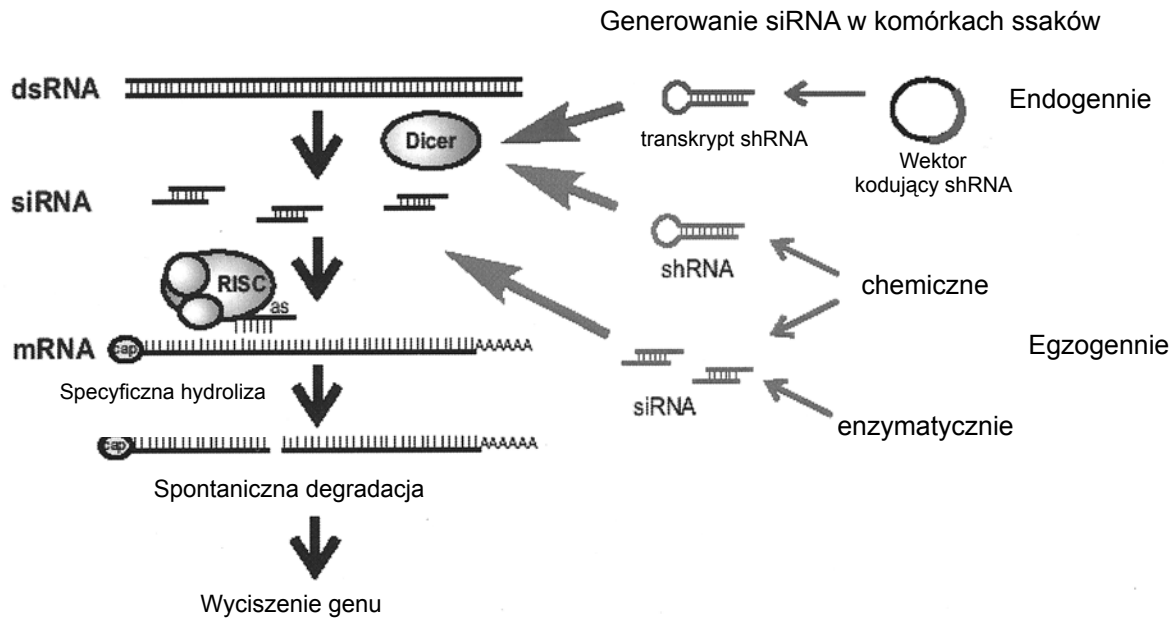 Generowanie siRNA w komórkach ssaków
dsRNA
Dicer
transkrypt shRNA
Wektor
kodujący shRNA
Endogennie
siRNA
shRNA
chemiczne
RISC
as
mRNA
cap
AAAAAA
Specyficzna hydroliza
siRNA
Egzogennie
enzymatycznie
cap
AAAAAA
Spontaniczna degradacja
Wyciszenie genu